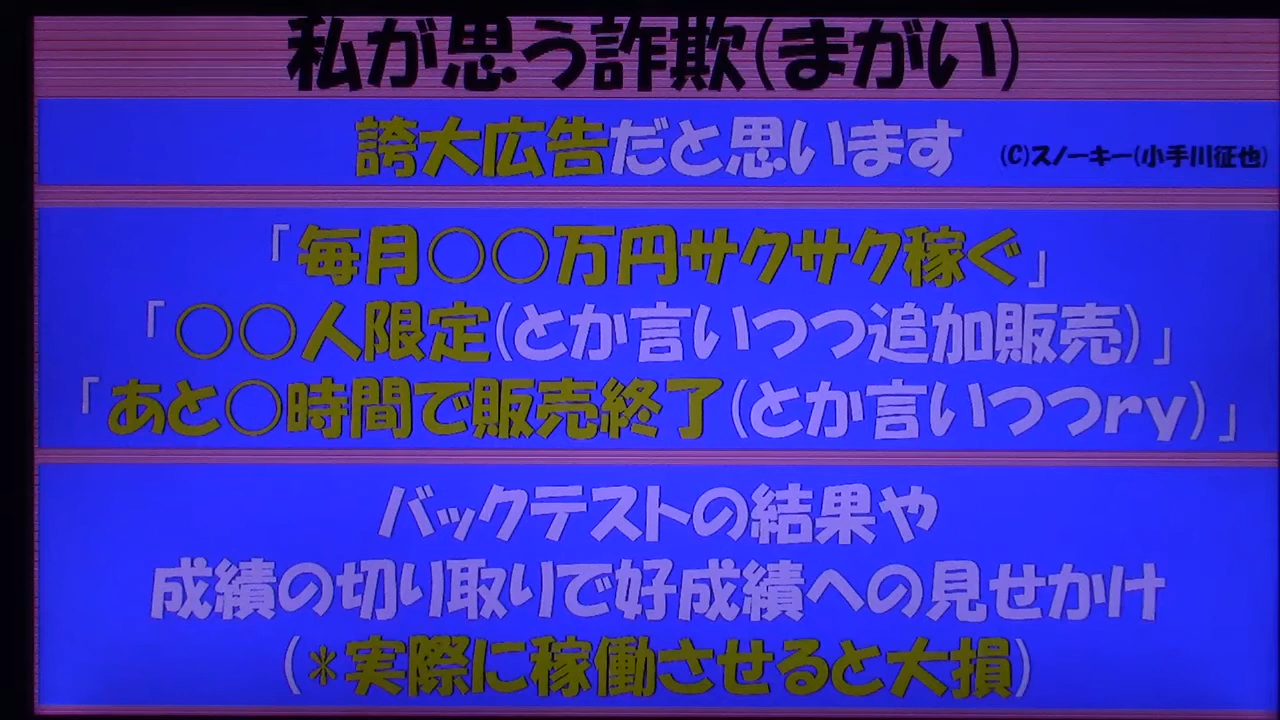 私が思う詐欺(まがい)
誇大広告だと思います
(C)スノーキー(小手川征也)
「毎月○○万円サクサク稼ぐ」
「○○人限定(とか言いつつ追加販売)」
「あと○時間で販売終了(とか言いつつry)」
バックテストの結果や
成績の切り取りで好成績への見せかけ
(*実際に稼働させると大損)